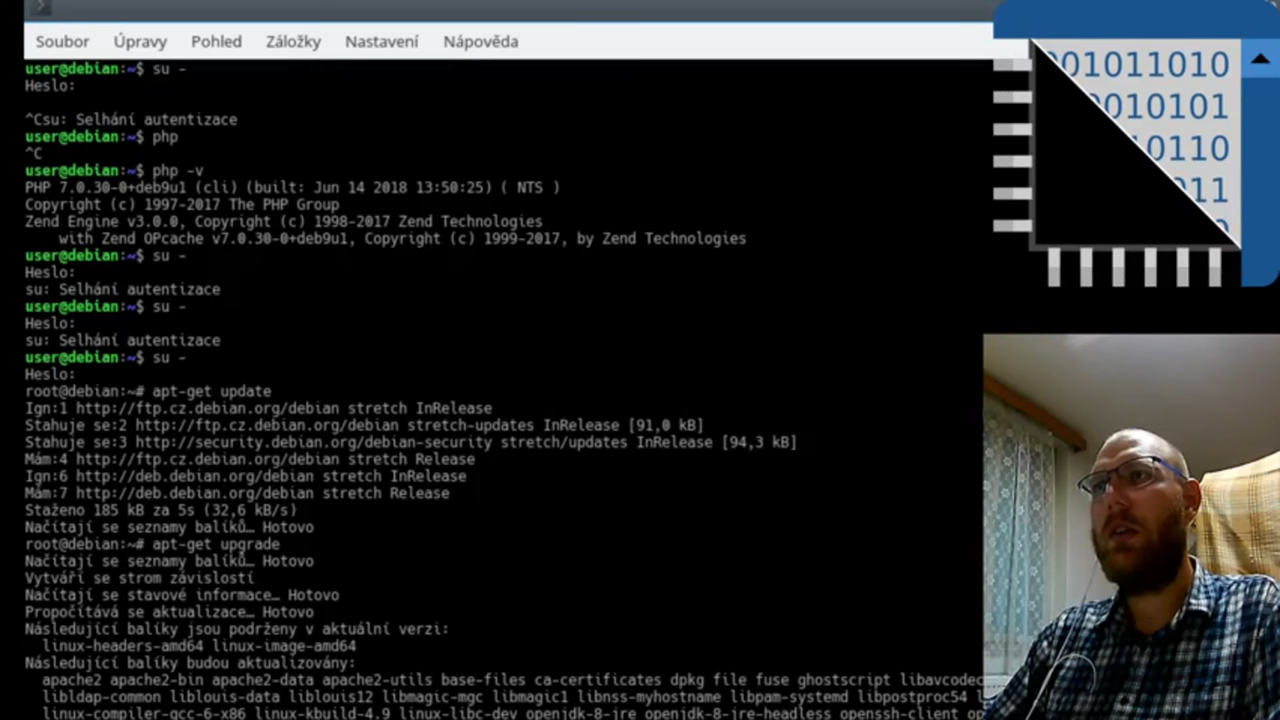 Soubor Úpravy Pohled Záložky Nastavení Nápověda
user@debian:~$ su -
Heslo:
^Csu: Selhání autentizace
user@debian:~$ php
^C
user@debian:~$ php -v
PHP 7.0.30-0+deb9u1 (cli) (built: Jun 14 2018 13:50:25) ( NTS )
Copyright (c) 1997-2017 The PHP Group
Zend Engine v3.0.0, Copyright (c) 1998-2017 Zend Technologies
with Zend OPcache v7.0.30-0+deb9u1, Copyright (c) 1999-2017, by Zend Technologies
user@debian:~$ su -
Heslo:
su: Selhání autentizace
user@debian:~$ su -
Heslo:
su: Selhání autentizace
user@debian:~$ su -
Heslo:
root@debian:~# apt-get update
Ign:1 http://ftp.cz.debian.org/debian stretch InRelease
Stahuje se:2 http://ftp.cz.debian.org/debian stretch-updates InRelease [91,0 kB]
Stahuje se:3 http://security.debian.org/debian-security stretch/updates InRelease [94,3 kB]
Mám:4 http://ftp.cz.debian.org/debian stretch Release
Ign:6 http://deb.debian.org/debian stretch InRelease
Mám:7 http://deb.debian.org/debian stretch Release
Staženo 185 kB za 5s (32,6 kB/s)
Načítají se seznamy balíků… Hotovo
root@debian:~# apt-get upgrade
Načítají se seznamy balíků… Hotovo
Vytváří se strom závislostí
Načítají se stavové informace… Hotovo
Propočítává se aktualizace… Hotovo
Následující balíky jsou podrženy v aktuální verzi:
linux-headers-amd64 linux-image-amd64
Následující balíky budou aktualizovány:
apache2 apache2-bin apache2-data apache2-utils base-files ca-certificates dpkg file fuse ghostscript libavcodec
libldap-common liblouis-data liblouis12 libmagic-mgc libmagic1 libnss-myhostname libpam-systemd libpostproc54 l
linux-compiler-gcc-6-x86 linux-kbuild-4.9 linux-libc-dev openjdk-8-jre openjdk-8-jre-headless openssh-client op
001011010
010101
0110
11